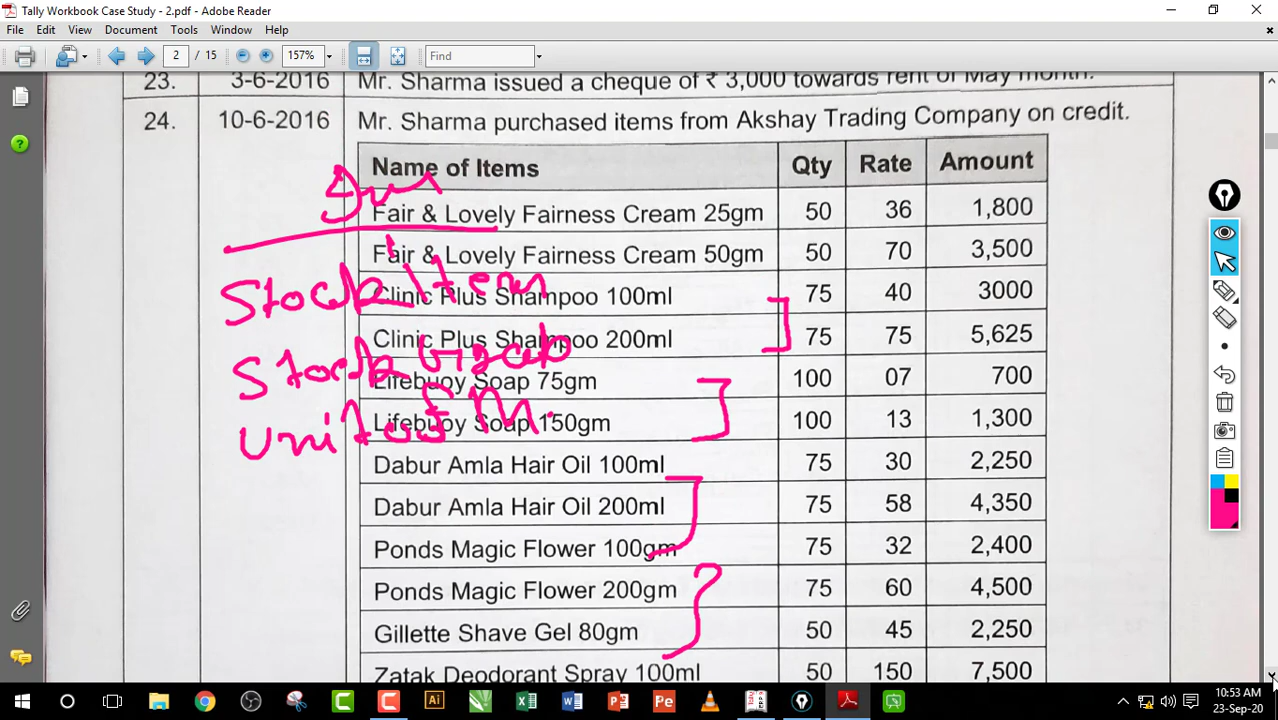 Tally Workbook Case Study - 2.pdf - Adobe Reader
File Edit View Document Tools Window Help
2 / 15 157% Find
23. 3-6-2016 Mr. Sharma issued a cheque of ₹ 3,000 towards rent of May month.
24. 10-6-2016 Mr. Sharma purchased items from Akshay Trading Company on credit.
Name of Items Qty Rate Amount
Fair & Lovely Fairness Cream 25gm 50 36 1,800
Fair & Lovely Fairness Cream 50gm 50 70 3,500
Clinic Plus Shampoo 100ml 75 40 3000
Clinic Plus Shampoo 200ml 75 75 5,625
Lifebuoy Soap 75gm 100 07 700
Lifebuoy Soap 150gm 100 13 1,300
Dabur Amla Hair Oil 100ml 75 30 2,250
Dabur Amla Hair Oil 200ml 75 58 4,350
Ponds Magic Flower 100gm 75 32 2,400
Ponds Magic Flower 200gm 75 60 4,500
Gillette Shave Gel 80gm 50 45 2,250
Zatak Deodorant Spray 100ml 50 150 7,500
Stock Item
Stock
Unit of M.
10:53 AM
23-Sep-20